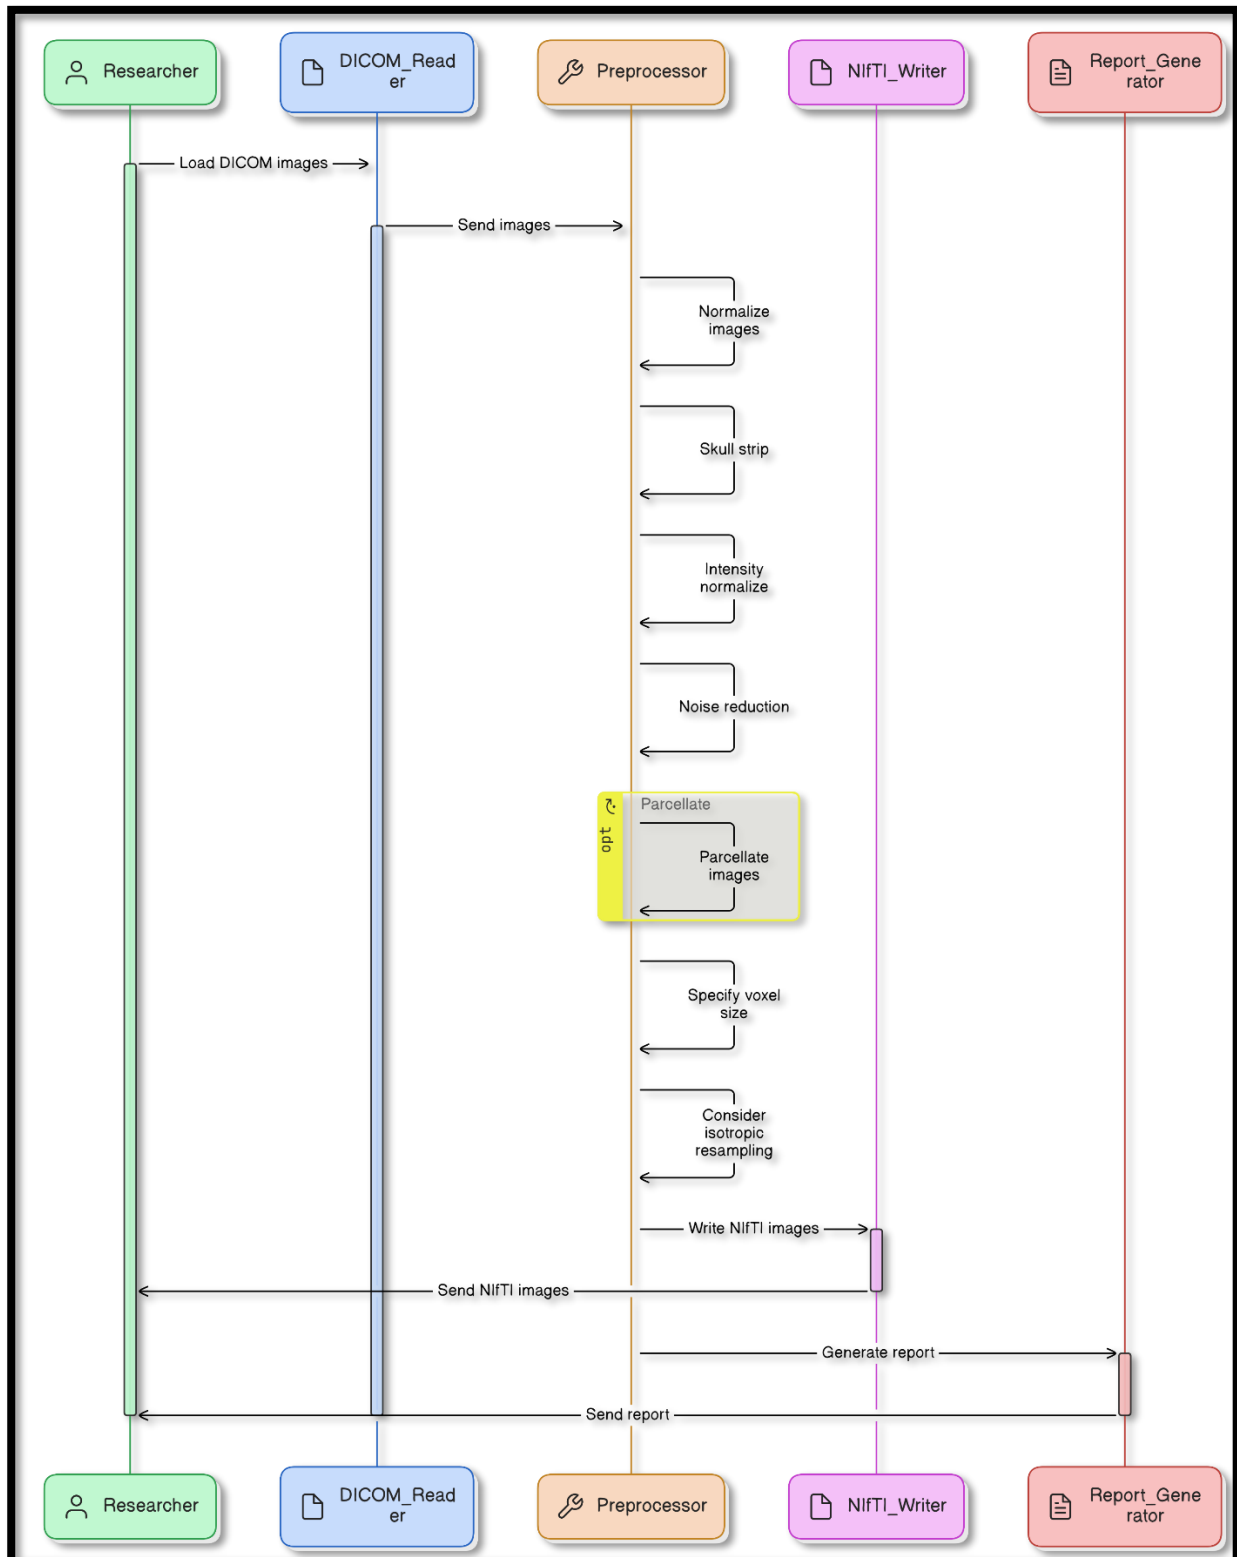 Researcher
DICOM_Read
er
Preprocessor
NIfTI_Writer
Report_Gene
rator
Load DICOM images
Send images
Normalize
images
Skull strip
Intensity
normalize
Noise reduction
opt
Parcellate
Parcellate
images
Specify voxel
size
Consider
isotropic
resampling
Write NIfTI images
Send NIfTI images
Generate report
Send report
Researcher
DICOM_Read
er
Preprocessor
NIfTI_Writer
Report_Gene
rator